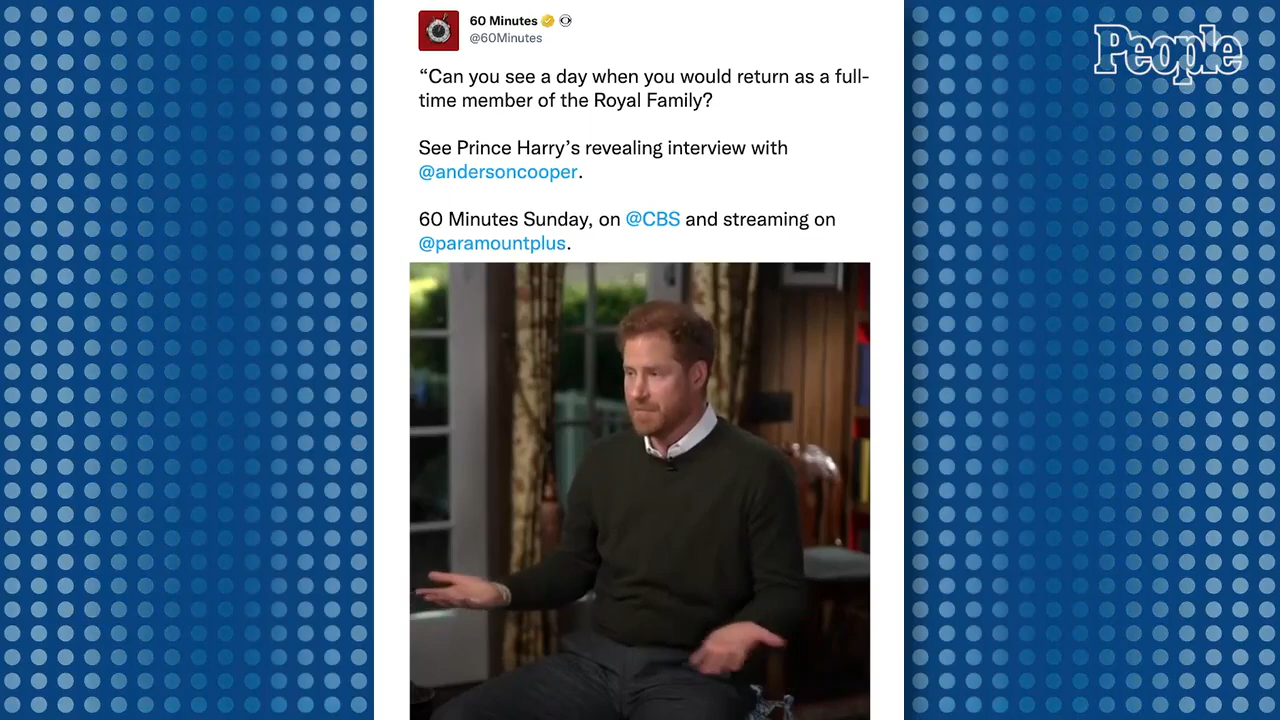 60 Minutes
@60Minutes
People
“Can you see a day when you would return as a full-
time member of the Royal Family?
See Prince Harry’s revealing interview with
@andersoncooper.
60 Minutes Sunday, on @CBS and streaming on
@paramountplus.